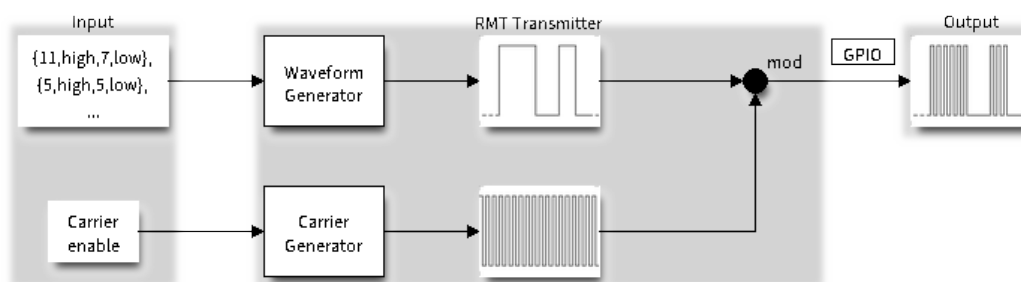 Input
RMT Transmitter
Output
{11,high,7,low},
{5,high,5,low},
...
Waveform
Generator
mod
GPIO
Carrier
enable
Carrier
Generator